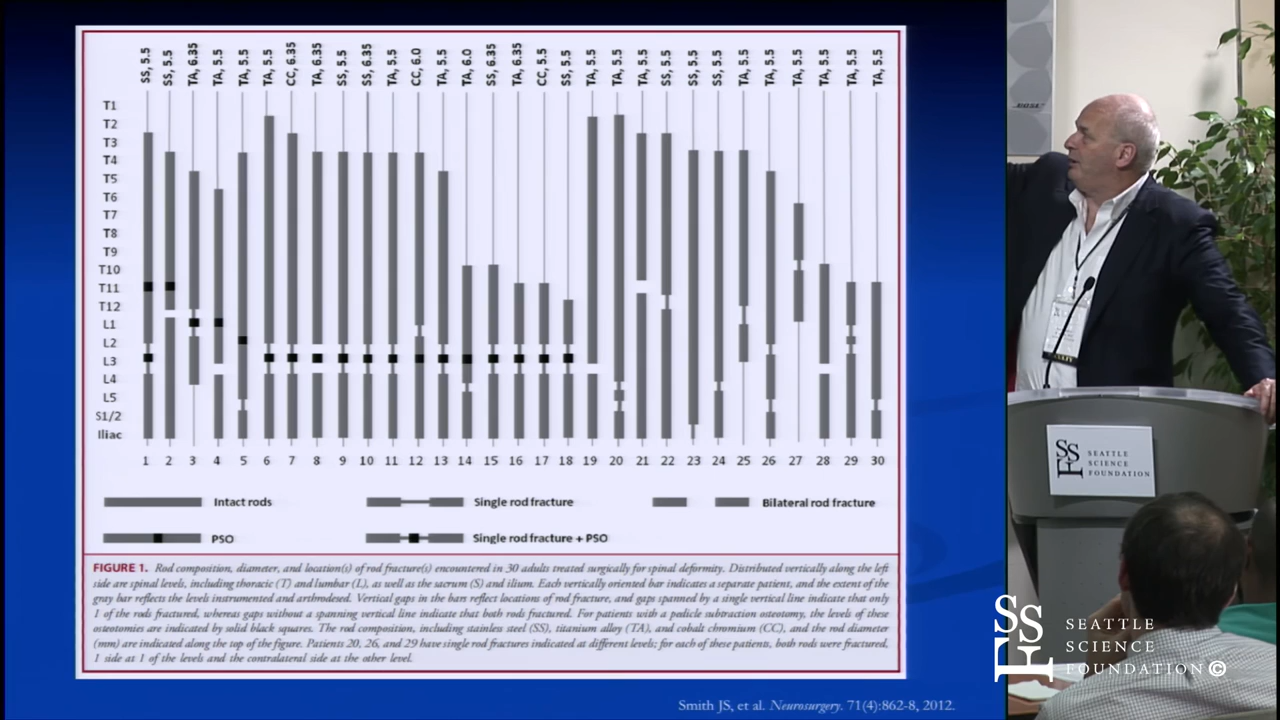 SS, 5.5 SS, 5.5 TA, 6.35 TA, 5.5 TA, 5.5 TA, 5.5 CC, 6.35 TA, 6.35 SS, 5.5 SS, 6.35 TA, 5.5 CC, 6.0 TA, 5.5 TA, 6.0 SS, 6.35 TA, 6.35 CC, 5.5 SS, 5.5 TA, 5.5 TA, 5.5 TA, 5.5 SS, 5.5 SS, 5.5 SS, 5.5 TA, 5.5 TA, 5.5 TA, 5.5 TA, 5.5 TA, 5.5 TA, 5.5
T1
T2
T3
T4
T5
T6
T7
T8
T9
T10
T11
T12
L1
L2
L3
L4
L5
S1/2
Iliac
1 2 3 4 5 6 7 8 9 10 11 12 13 14 15 16 17 18 19 20 21 22 23 24 25 26 27 28 29 30
Intact rods Single rod fracture Bilateral rod fracture
PSO Single rod fracture + PSO
FIGURE 1. Rod composition, diameter, and location(s) of rod fracture(s) encountered in 30 adults treated surgically for spinal deformity. Distributed vertically along the left
side are spinal levels, including thoracic (T) and lumbar (L), as well as the sacrum (S) and ilium. Each vertically oriented bar indicates a separate patient, and the extent of the
gray bar reflects the levels instrumented and arthrodesed. Vertical gaps in the bars reflect locations of rod fracture, and gaps spanned by a single vertical line indicate that only
1 of the rods fractured, whereas gaps without a spanning vertical line indicate that both rods fractured. For patients with a pedicle subtraction osteotomy, the levels of these
osteotomies are indicated by solid black squares. The rod composition, including stainless steel (SS), titanium alloy (TA), and cobalt chromium (CC), and the rod diameter
(mm) are indicated along the top of the figure. Patients 20, 26, and 29 have single rod fractures indicated at different levels; for each of these patients, both rods were fractured,
1 side at 1 of the levels and the contralateral side at the other level.
Smith JS, et al. Neurosurgery. 71(4):862-8, 2012.
SSF
SEATTLE
SCIENCE
FOUNDATION
SSF
SEATTLE
SCIENCE
FOUNDATION ©